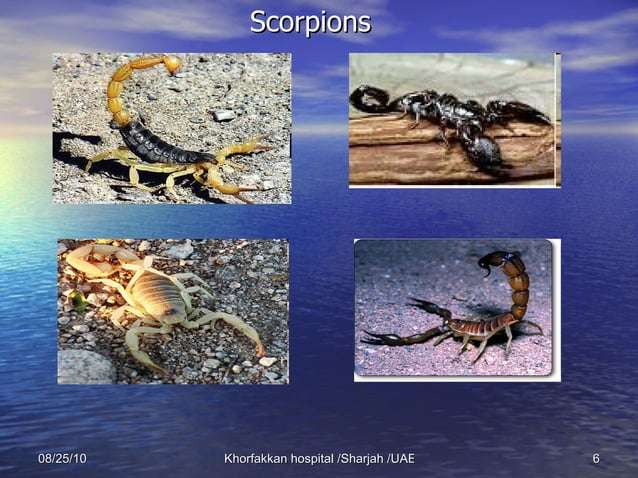 Scorpions
08/25/10
Khorfakkan hospital /Sharjah /UAE
6